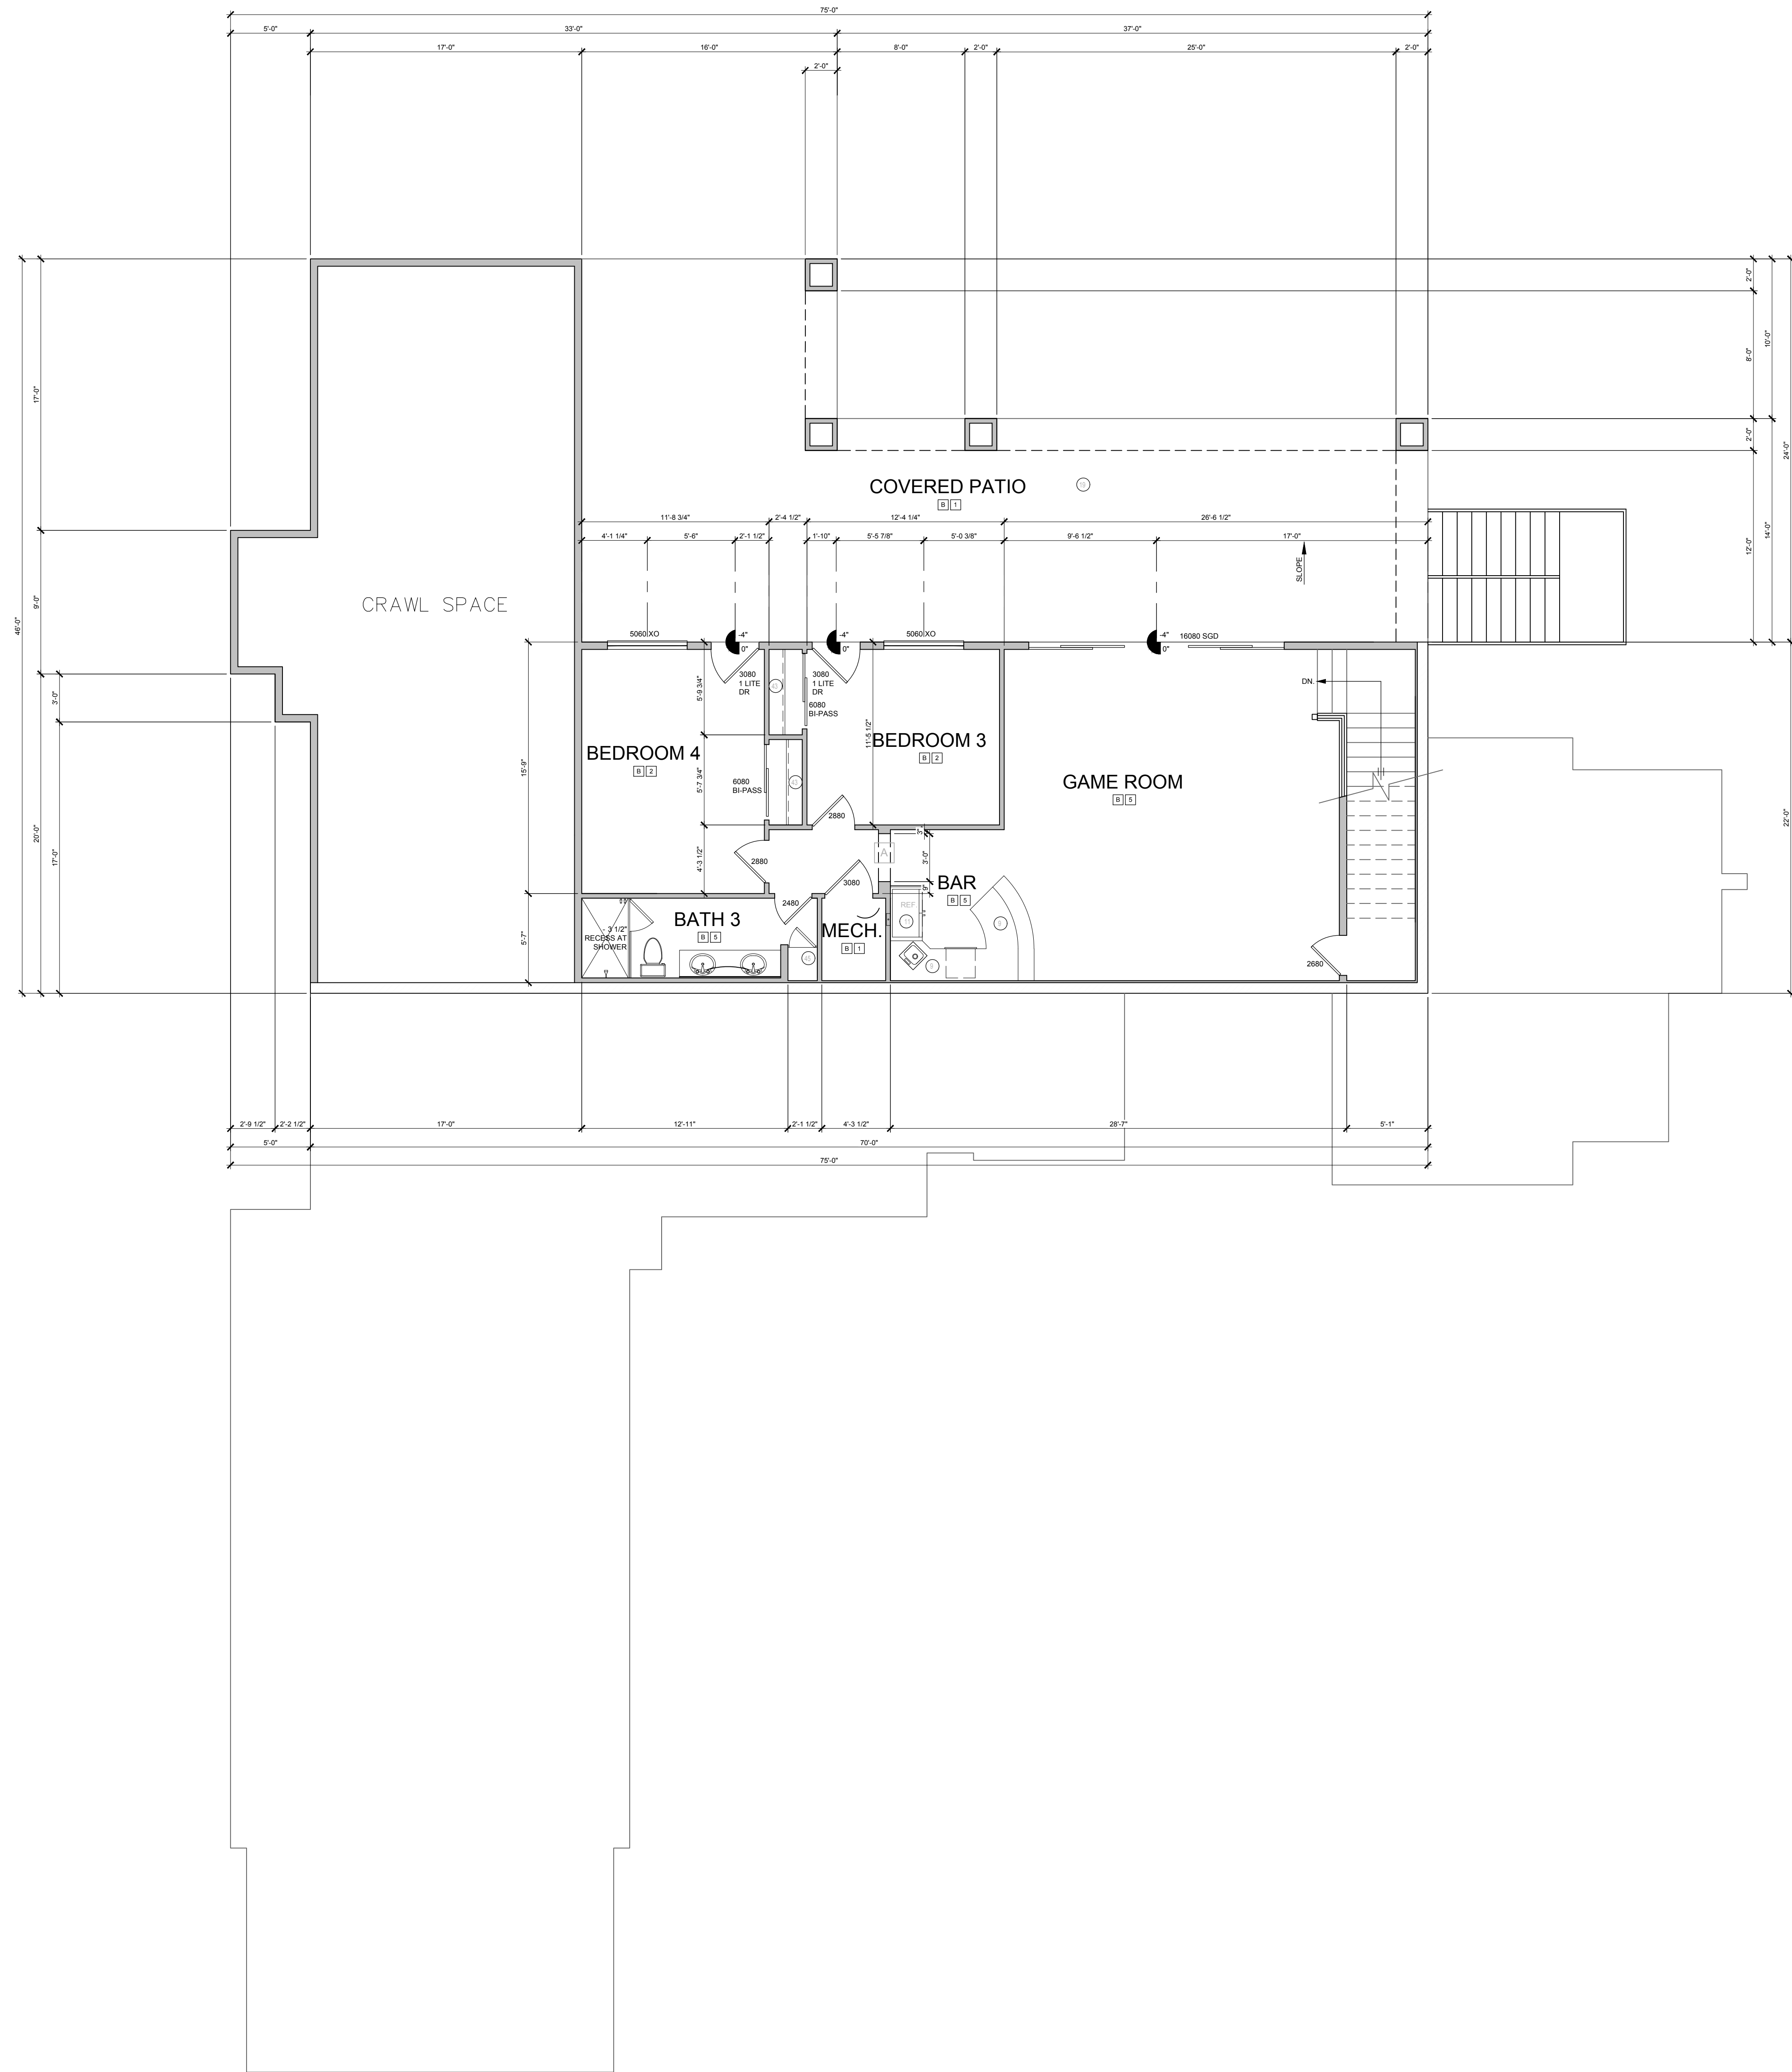 75'-0"
5'-0" 33'-0" 37'-0"
17'-0" 16'-0" 8'-0" 2'-0" 25'-0" 2'-0"
2'-0"
46'-0"
17'-0"
9'-0"
20'-0"
3'-0"
17'-0"
2'-0"
8'-0"
2'-0"
12'-0"
10'-0"
14'-0"
24'-0"
22'-0"
COVERED PATIO
B 1
11'-8 3/4" 2'-4 1/2" 12'-4 1/4" 26'-6 1/2"
4'-1 1/4" 5'-6" 2'-1 1/2" 1'-10" 5'-5 7/8" 5'-0 3/8" 9'-6 1/2" 17'-0"
SLOPE
CRAWL SPACE
5060 XO
-4"
0"
-4"
0"
5060 XO
-4"
0"
16080 SGD
3080
1 LITE
DR
3080
1 LITE
DR
6080
BI-PASS
43
5'-9 3/4"
DN.
BEDROOM 4
B 2
BEDROOM 3
B 2
11'-5 1/2"
15'-9"
5'-7 3/4"
6080
BI-PASS
43
GAME ROOM
B 5
2880
3"
2880
4'-3 1/2"
A
3'-0"
3080
9"
BAR
B 5
2480
REF.
11
BATH 3
B 5
MECH.
B 1
5'-7"
- 3 1/2"
RECESS AT
SHOWER
45
2680
2'-9 1/2" 2'-2 1/2" 17'-0" 12'-11" 2'-1 1/2" 4'-3 1/2" 28'-7" 5'-1"
5'-0" 70'-0"
75'-0"